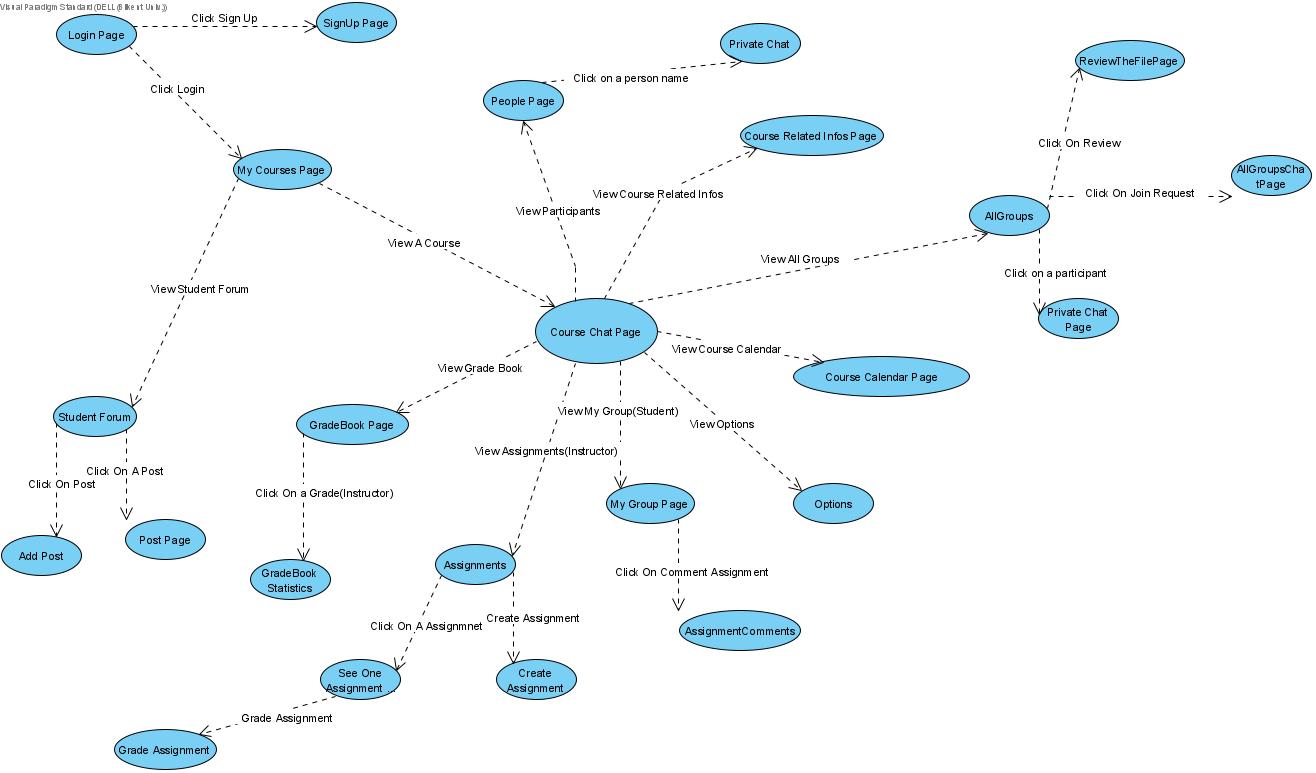 Visual Paradigm Standard (DELL (Bilkent Univ.))
Click Sign Up
SignUp Page
Login Page
Private Chat
Click on a person name
ReviewTheFilePage
Click Login
People Page
Course Related Infos Page
Click On Review
My Courses Page
AllGroupsCha
tPage
View Course Related Infos
Click On Join Request
View Participants
AllGroups
View A Course
View All Groups
Click on a participant
View Student Forum
Private Chat
Page
Course Chat Page
View Course Calendar
View Grade Book
Course Calendar Page
Student Forum
GradeBook Page
View My Group(Student)
View Options
View Assignments(Instructor)
Click On A Post
Click On Post
Click On a Grade(Instructor)
My Group Page
Options
Add Post
Post Page
GradeBook
Statistics
Assignments
Click On Comment Assignment
Click On A Assignmnet
Create Assignment
AssignmentComments
See One
Assignment ...
Create
Assignment
Grade Assignment
Grade Assignment